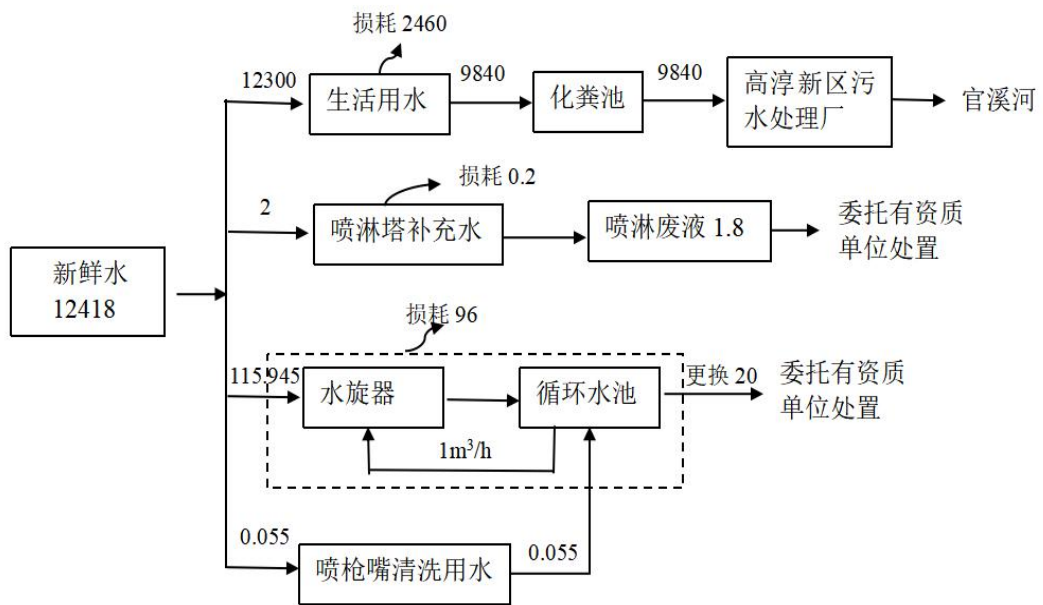 损耗 2460
12300
生活用水
9840
化粪池
9840
高淳新区污
水处理厂
官溪河
损耗 0.2
2
喷淋塔补充水
喷淋废液 1.8
委托有资质
单位处置
新鲜水
12418
损耗 96
115.945
水旋器
循环水池
更换 20
委托有资质
单位处置
1m³/h
0.055
喷枪嘴清洗用水
0.055